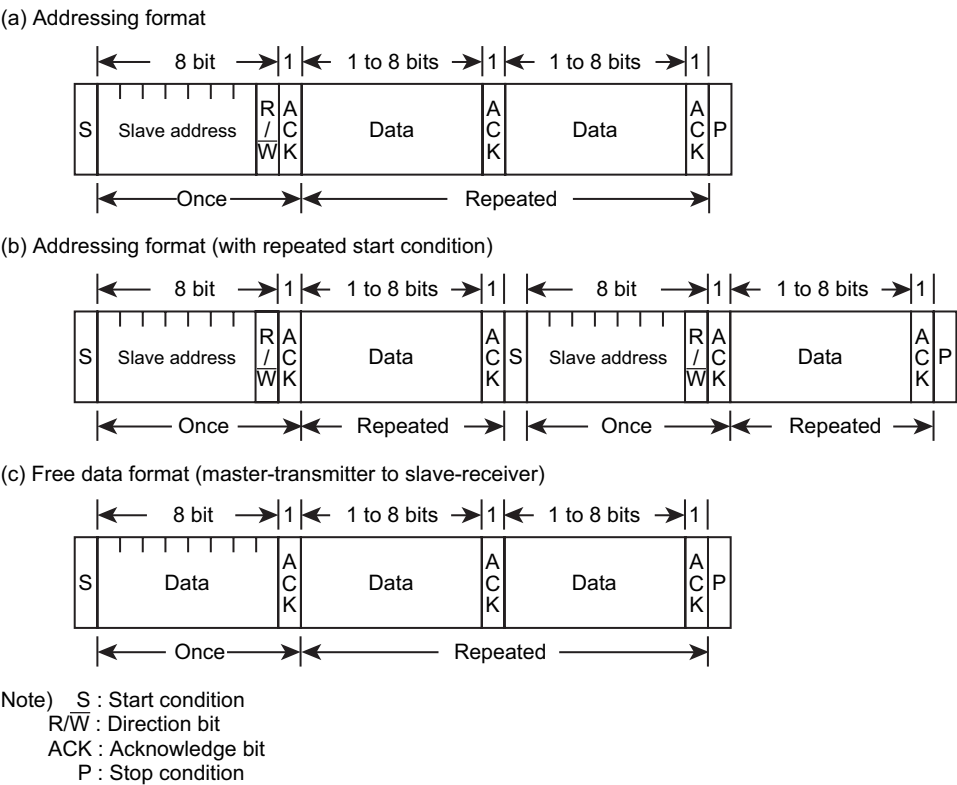 (a) Addressing format
8 bit 1 1 to 8 bits 1 1 to 8 bits 1
S Slave address R/W̅ ACK Data ACK Data ACK P
Once Repeated
(b) Addressing format (with repeated start condition)
8 bit 1 1 to 8 bits 1 8 bit 1 1 to 8 bits 1
S Slave address R/W̅ ACK Data ACK S Slave address R/W̅ ACK Data ACK P
Once Repeated Once Repeated
(c) Free data format (master-transmitter to slave-receiver)
8 bit 1 1 to 8 bits 1 1 to 8 bits 1
S Data ACK Data ACK Data ACK P
Once Repeated
Note) S : Start condition
R/W̅ : Direction bit
ACK : Acknowledge bit
P : Stop condition